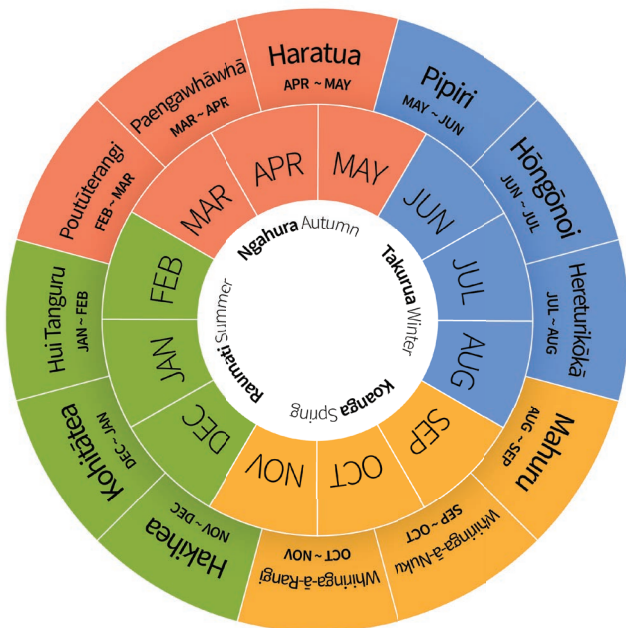 Haratua
APR ~ MAY
Pipiri
MAY ~ JUN
Hōngōnoi
JUN ~ JUL
Hereturikōkā
JUL ~ AUG
Mahuru
AUG ~ SEP
Whiringa-ā-Nuku
SEP ~ OCT
Whiringa-ā-Rangi
OCT ~ NOV
Hakihea
NOV ~ DEC
Kohitātea
DEC ~ JAN
Hui Tanguru
JAN ~ FEB
Poutūterangi
FEB ~ MAR
Paengawhāwhā
MAR ~ APR
APR
MAY
JUN
JUL
AUG
SEP
OCT
NOV
DEC
JAN
FEB
MAR
Ngahura Autumn
Takurua Winter
Koanga Spring
Raumati Summer